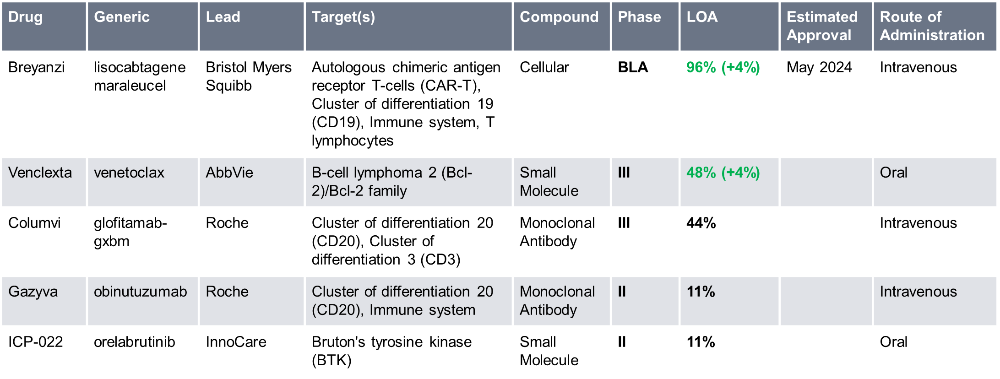 Drug Generic Lead Target(s) Compound Phase LOA Estimated Approval Route of Administration
Breyanzi lisocabtagene maraleucel Bristol Myers Squibb Autologous chimeric antigen receptor T-cells (CAR-T), Cluster of differentiation 19 (CD19), Immune system, T lymphocytes Cellular BLA 96% (+4%) May 2024 Intravenous
Venclexta venetoclax AbbVie B-cell lymphoma 2 (Bcl-2)/Bcl-2 family Small Molecule III 48% (+4%) Oral
Columvi glofitamab-gxbm Roche Cluster of differentiation 20 (CD20), Cluster of differentiation 3 (CD3) Monoclonal Antibody III 44% Intravenous
Gazyva obinutuzumab Roche Cluster of differentiation 20 (CD20), Immune system Monoclonal Antibody II 11% Intravenous
ICP-022 orelabrutinib InnoCare Bruton's tyrosine kinase (BTK) Small Molecule II 11% Oral